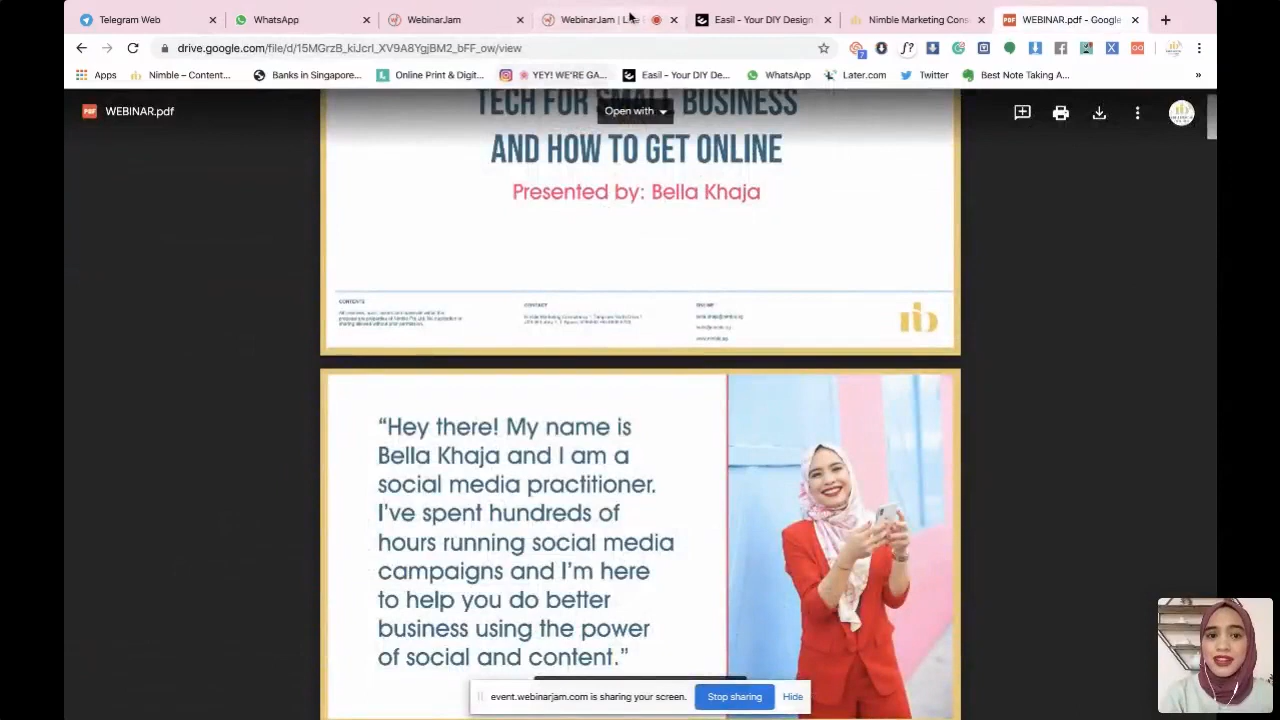 Telegram Web
WhatsApp
WebinarJam
WebinarJam | Li
Easil - Your DIY Design
Nimble Marketing Cons
WEBINAR.pdf - Google
drive.google.com/file/d/15MGrzB_kiJcrl_XV9A8YgjBM2_bFF_ow/view
Apps
Nimble – Content...
Banks in Singapore...
Online Print & Digit...
YEY! WE'RE GA...
Easil - Your DIY De...
WhatsApp
Later.com
Twitter
Best Note Taking A...
WEBINAR.pdf
Open with
TECH FOR SMALL BUSINESS
AND HOW TO GET ONLINE
Presented by: Bella Khaja
CONTENTS
CONTACT
"Hey there! My name is
Bella Khaja and I am a
social media practitioner.
I've spent hundreds of
hours running social media
campaigns and I'm here
to help you do better
business using the power
of social and content."
event.webinarjam.com is sharing your screen.
Stop sharing
Hide